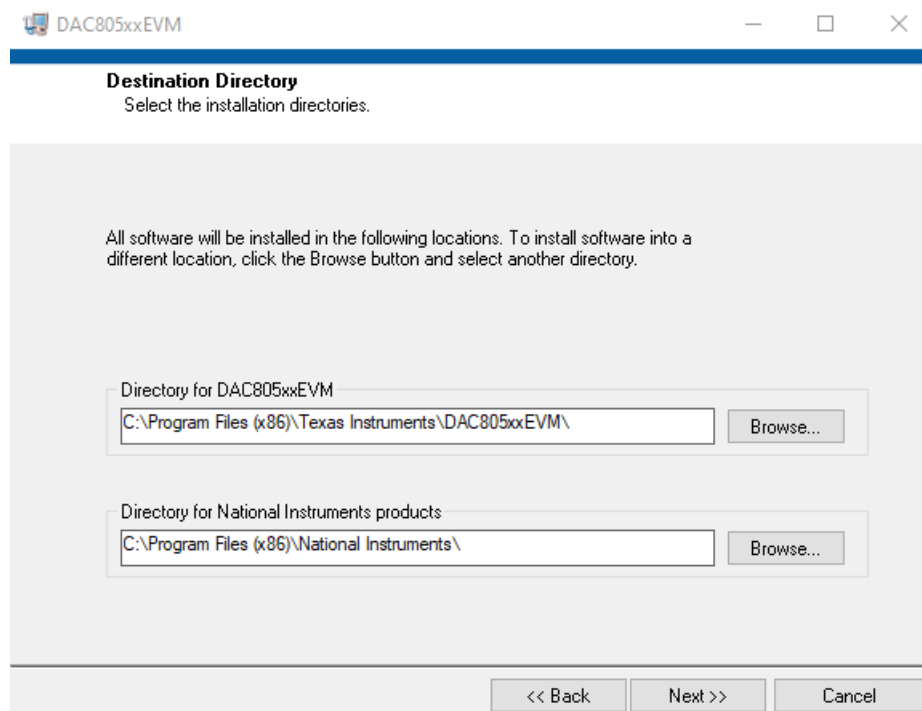 DAC805xxEVM
Destination Directory
Select the installation directories.
All software will be installed in the following locations. To install software into a
different location, click the Browse button and select another directory.
Directory for DAC805xxEVM
C:\Program Files (x86)\Texas Instruments\DAC805xxEVM\
Browse...
Directory for National Instruments products
C:\Program Files (x86)\National Instruments\
Browse...
<< Back
Next >>
Cancel